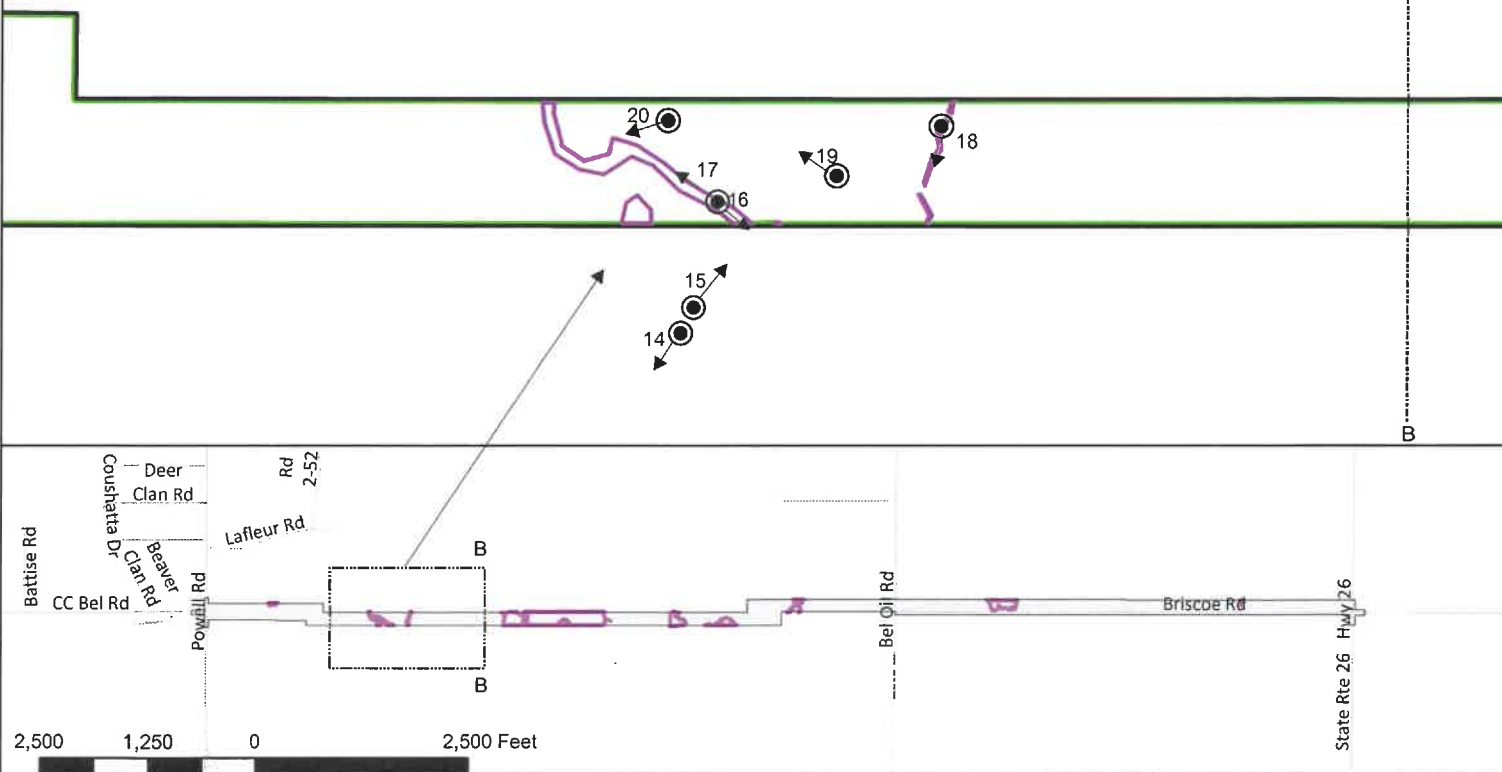 20
17
16
19
18
15
14
B
Coushatta Dr
Deer
Clan Rd
Rd
2-52
Lafleur Rd
Battise Rd
Beaver
Clan Rd
CC Bel Rd
Powell Rd
B
B
Bel Oil Rd
Briscoe Rd
State Rte 26 Hwy 26
2,500 1,250 0 2,500 Feet